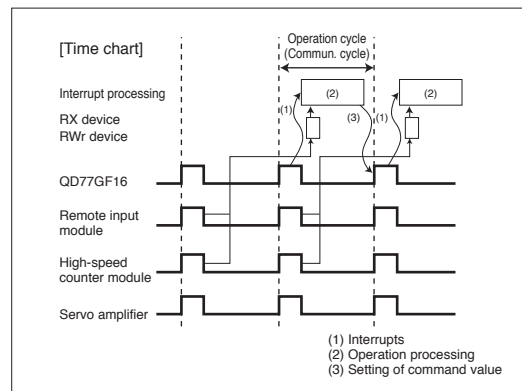 [Time chart]
Operation cycle
(Commun. cycle)
Interrupt processing
(1)
(2)
(3)
(1)
(2)
RX device
RWr device
QD77GF16
Remote input
module
High-speed
counter module
Servo amplifier
(1) Interrupts
(2) Operation processing
(3) Setting of command value